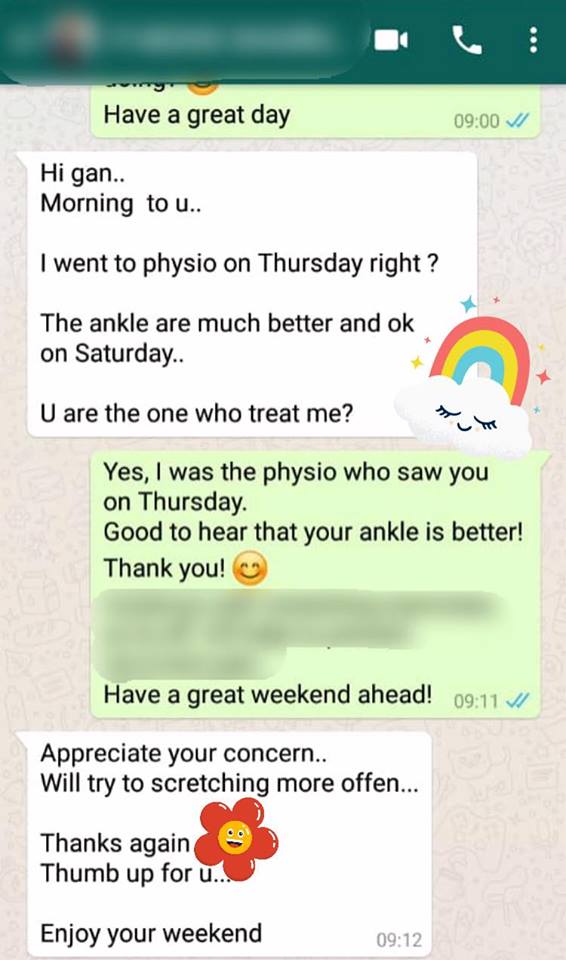 Have a great day
09:00
Hi gan..
Morning to u..
I went to physio on Thursday right ?
The ankle are much better and ok
on Saturday..
U are the one who treat me?
Yes, I was the physio who saw you
on Thursday.
Good to hear that your ankle is better!
Thank you! 😊
Have a great weekend ahead!
09:11
Appreciate your concern..
Will try to scretching more offen...
Thanks again
Thumb up for u...
Enjoy your weekend
09:12